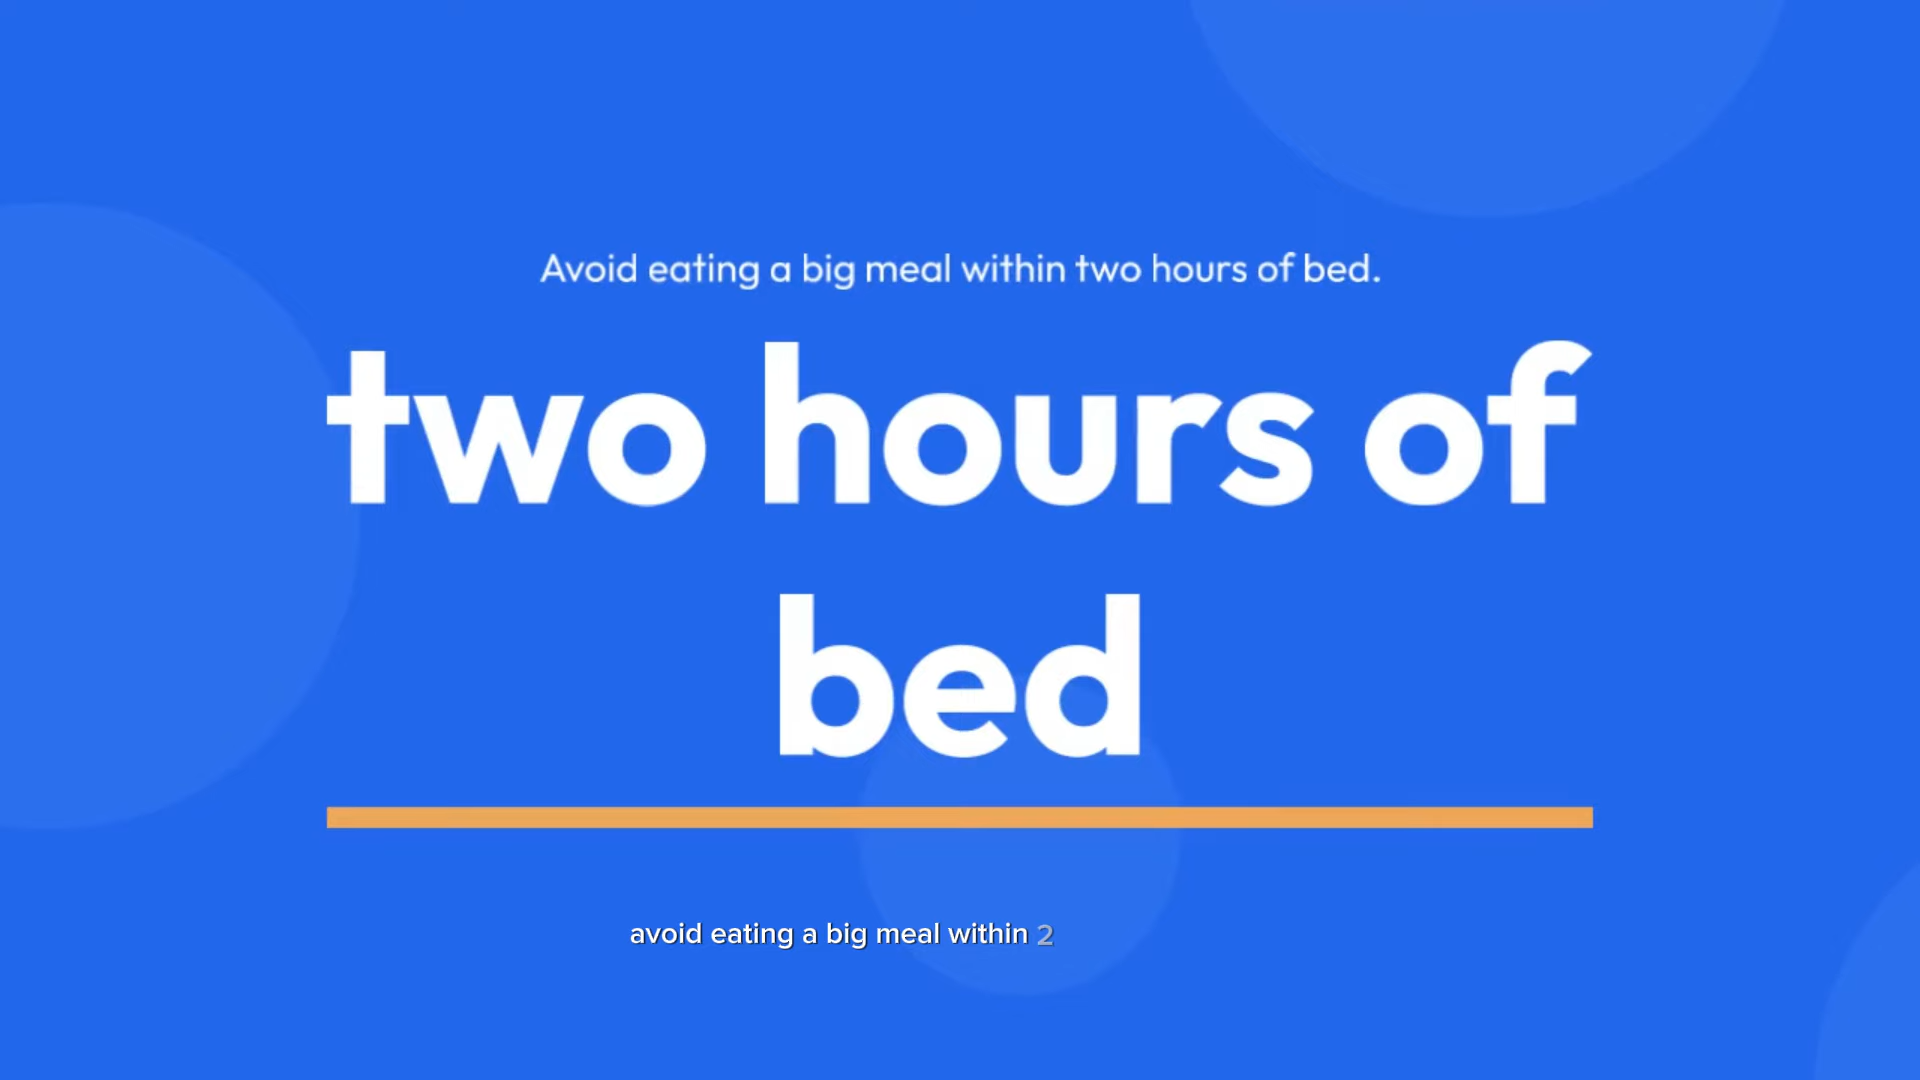 Avoid eating a big meal within two hours of bed.
two hours of
bed
avoid eating a big meal within 2